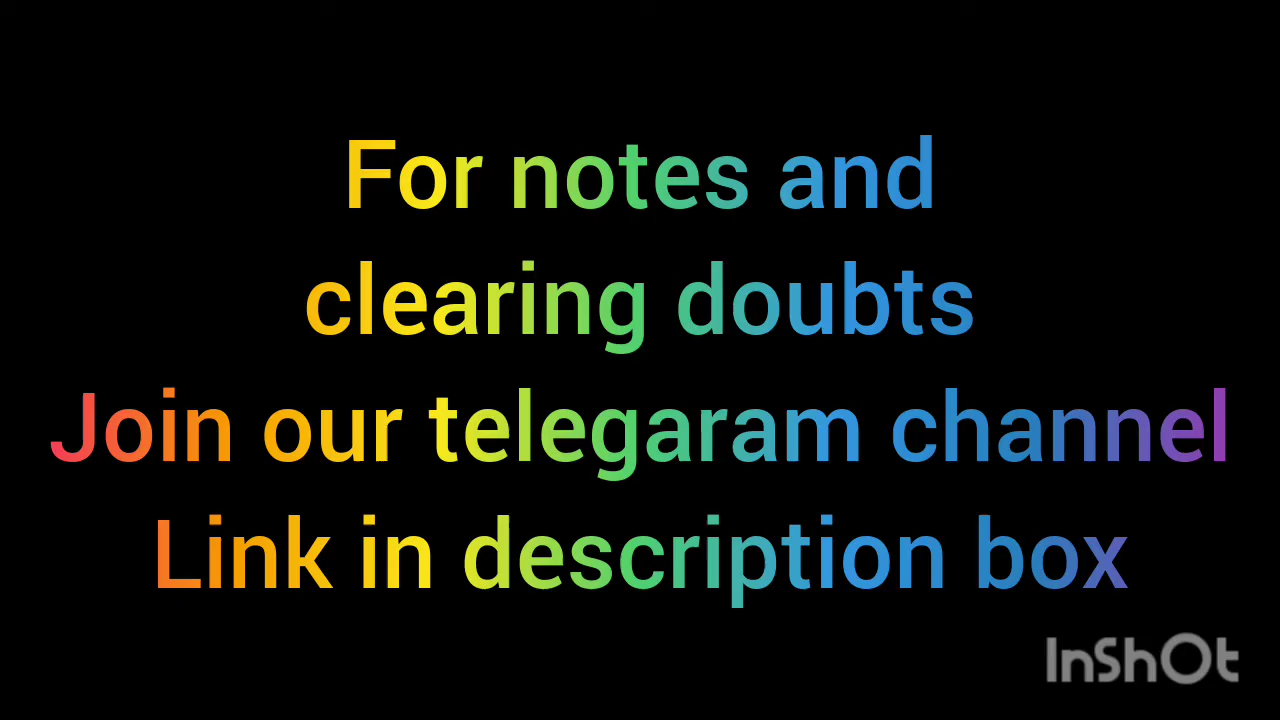 For notes and
clearing doubts
Join our telegaram channel
Link in description box
InShOt